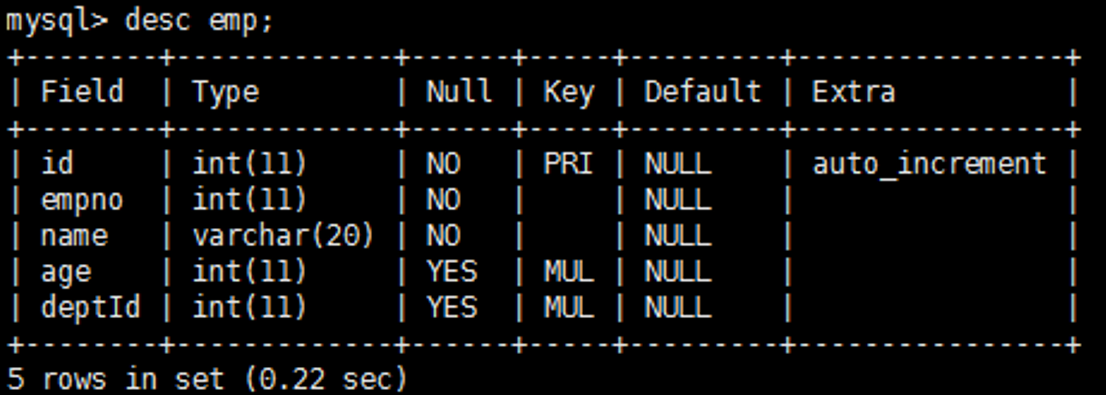 mysql> desc emp;
+--------+-------------+------+-----+---------+----------------+
| Field  | Type        | Null | Key | Default | Extra          |
+--------+-------------+------+-----+---------+----------------+
| id     | int(11)     | NO   | PRI | NULL    | auto_increment |
| empno  | int(11)     | NO   |     | NULL    |                |
| name   | varchar(20) | NO   |     | NULL    |                |
| age    | int(11)     | YES  | MUL | NULL    |                |
| deptId | int(11)     | YES  | MUL | NULL    |                |
+--------+-------------+------+-----+---------+----------------+
5 rows in set (0.22 sec)